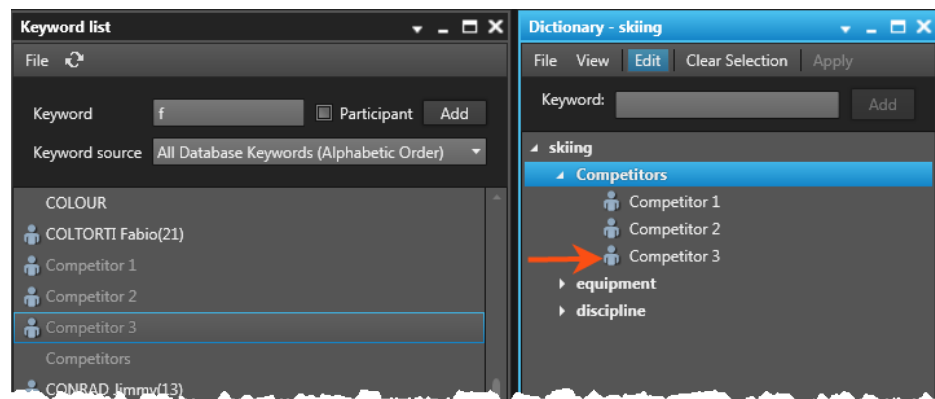 Keyword list
File
Keyword f Participant Add
Keyword source All Database Keywords (Alphabetic Order)
COLOUR
COLTORTI Fabio(21)
Competitor 1
Competitor 2
Competitor 3
Competitors
CONRAD Jimmy(13)
Dictionary - skiing
File View Edit Clear Selection Apply
Keyword: Add
skiing
Competitors
Competitor 1
Competitor 2
Competitor 3
equipment
discipline